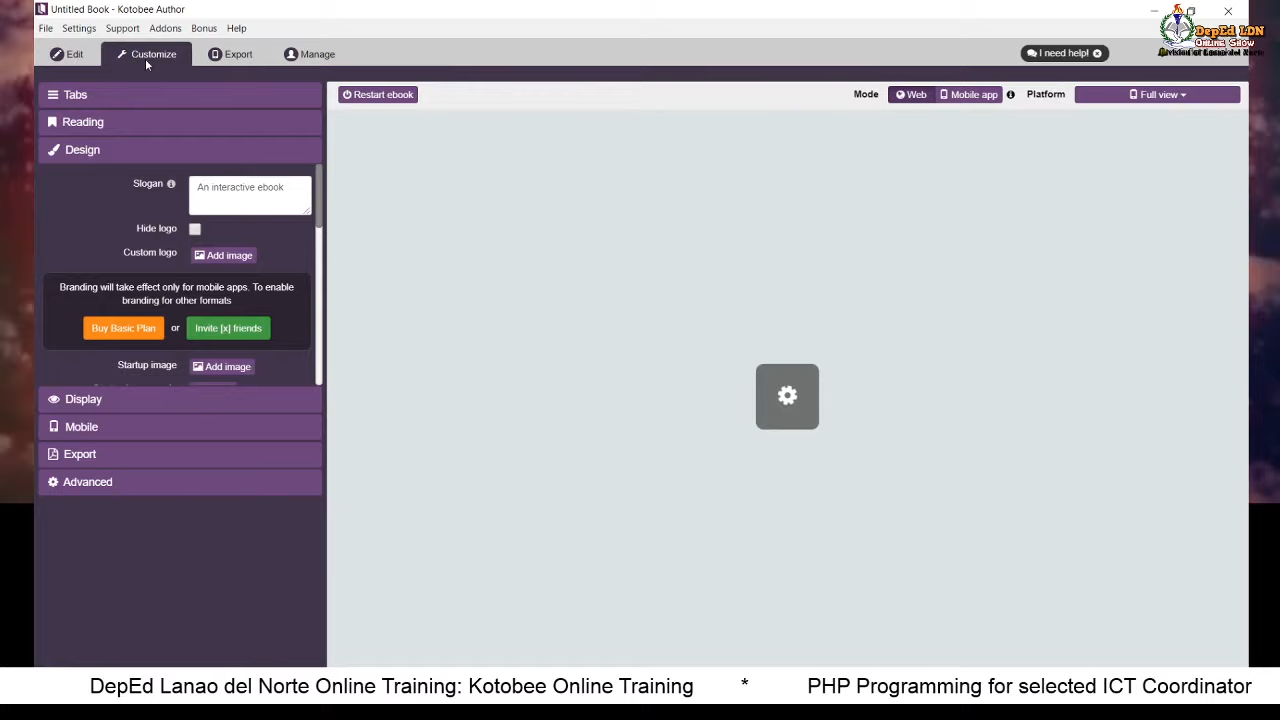 Untitled Book - Kotobee Author
File Settings Support Addons Bonus Help
Edit Customize Export Manage
I need help!
DepEd LDN
Online Show
Tabs
Reading
Design
Slogan An interactive ebook
Hide logo
Custom logo Add image
Branding will take effect only for mobile apps. To enable
branding for other formats
Buy Basic Plan or Invite [x] friends
Startup image Add image
Display
Mobile
Export
Advanced
Restart ebook
Mode Web Mobile app Platform Full view
DepEd Lanao del Norte Online Training: Kotobee Online Training * PHP Programming for selected ICT Coordinator